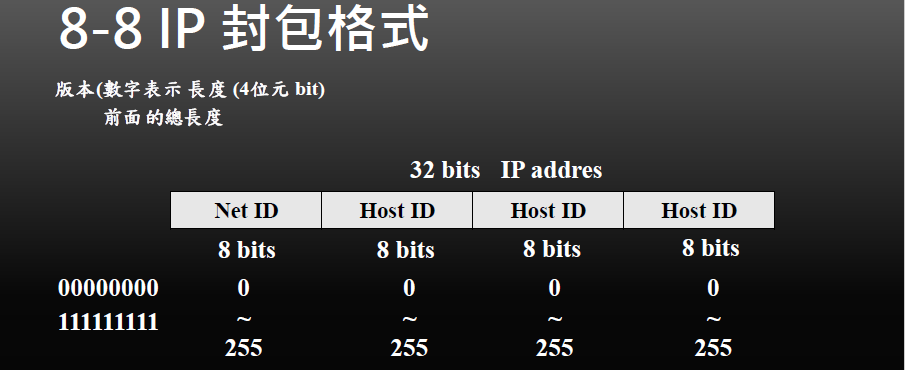 8-8 IP 封包格式
版本(數字表示 長度 (4位元 bit)
前面的總長度
32 bits IP addres
Net ID Host ID Host ID Host ID
8 bits 8 bits 8 bits 8 bits
00000000 0 0 0 0
111111111 ~ ~ ~ ~
255 255 255 255